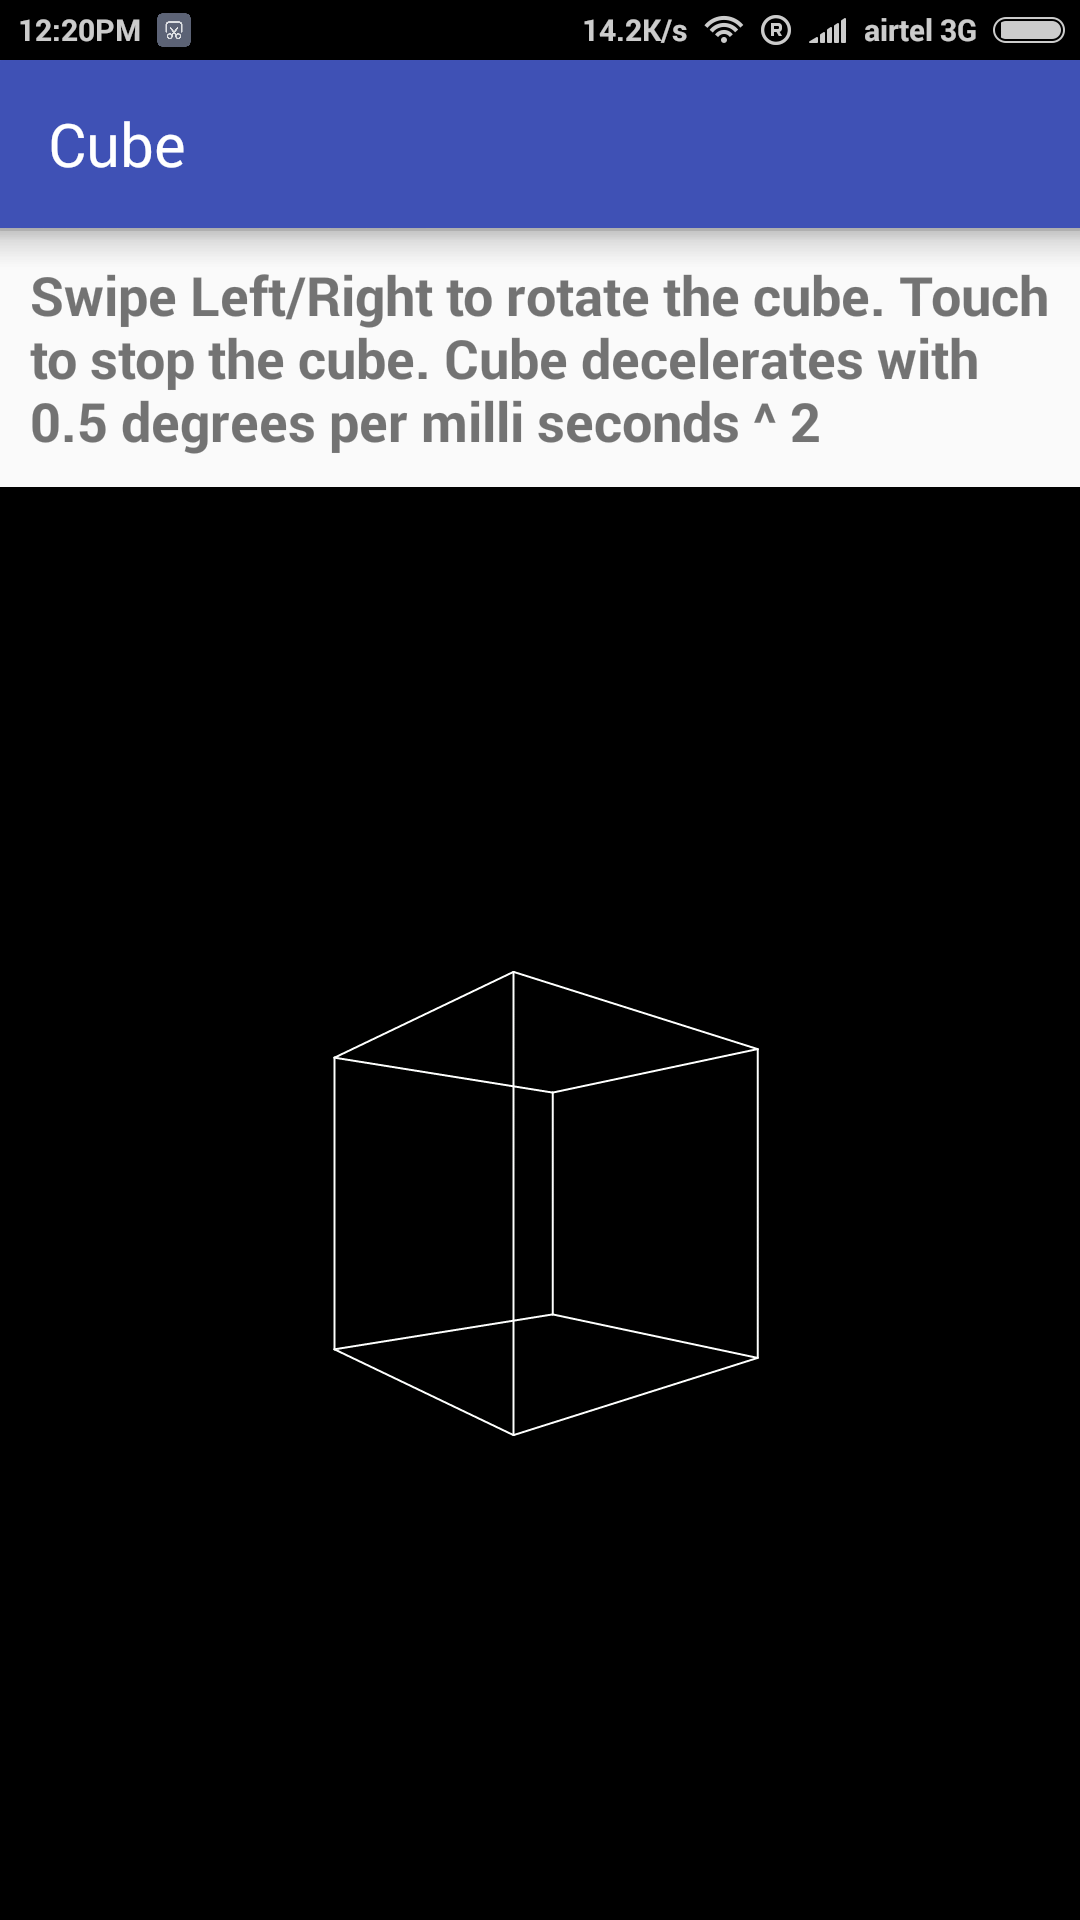 12:20PM 14.2K/s R airtel 3G
Cube
Swipe Left/Right to rotate the cube. Touch
to stop the cube. Cube decelerates with
0.5 degrees per milli seconds ^ 2